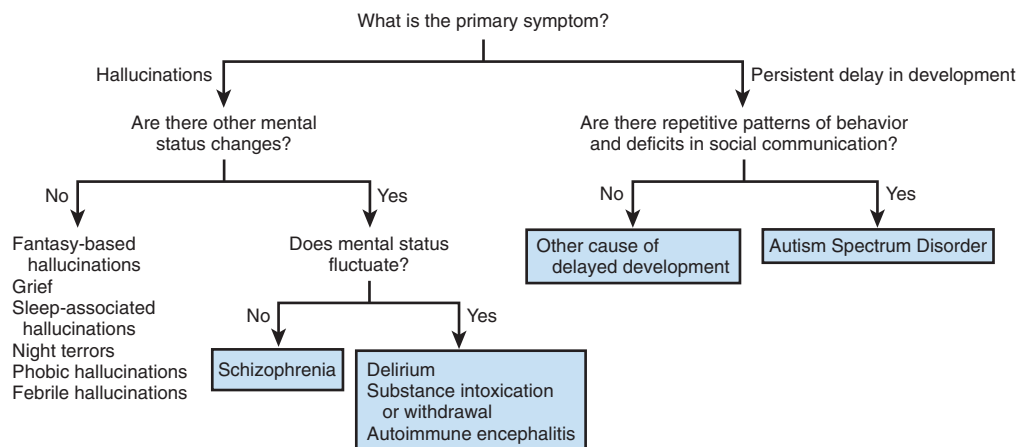 What is the primary symptom?
Hallucinations
Persistent delay in development
Are there other mental
status changes?
Are there repetitive patterns of behavior
and deficits in social communication?
No
Yes
No
Yes
Fantasy-based
hallucinations
Grief
Sleep-associated
hallucinations
Night terrors
Phobic hallucinations
Febrile hallucinations
Does mental status
fluctuate?
Other cause of
delayed development
Autism Spectrum Disorder
No
Yes
Schizophrenia
Delirium
Substance intoxication
or withdrawal
Autoimmune encephalitis